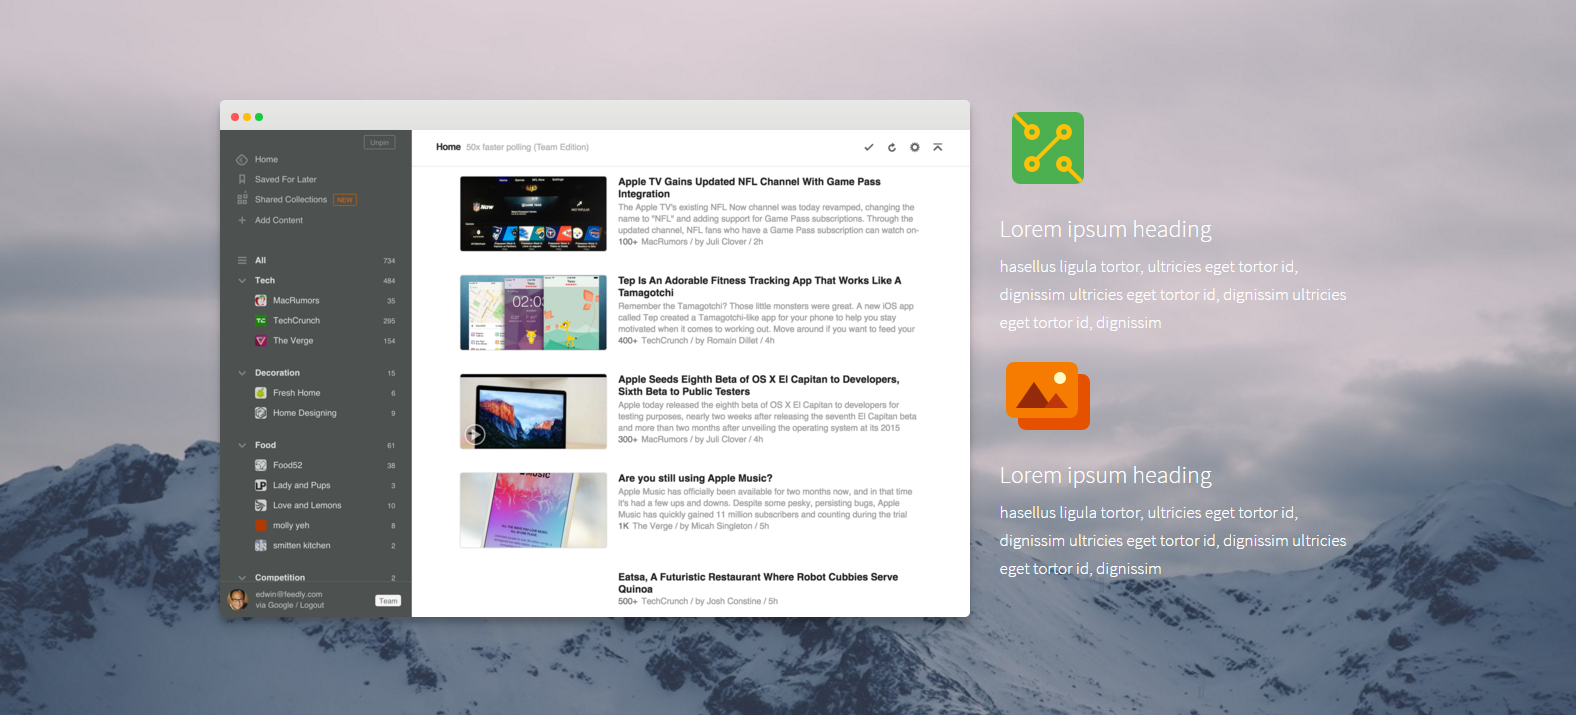 Unpin
Home
Saved For Later
Shared Collections NEW
Add Content
All 734
Tech 484
MacRumors 35
TechCrunch 295
The Verge 154
Decoration 15
Fresh Home 6
Home Designing 9
Food 61
Food52 38
Lady and Pups 3
Love and Lemons 10
molly yeh 8
smitten kitchen 2
Competition 2
edwin@feedly.com
via Google / Logout
Team
Home 50x faster polling (Team Edition)
Apple TV Gains Updated NFL Channel With Game Pass
Integration
The Apple TV's existing NFL Now channel was today revamped, changing the
name to "NFL" and adding support for Game Pass subscriptions. Through the
updated channel, NFL fans who have a Game Pass subscription can watch on-
100+ MacRumors / by Juli Clover / 2h
Tep Is An Adorable Fitness Tracking App That Works Like A
Tamagotchi
Remember the Tamagotchi? Those little monsters were great. A new iOS app
called Tep created a Tamagotchi-like app for your phone to help you stay
motivated when it comes to working out. Move around if you want to feed your
400+ TechCrunch / by Romain Dillet / 4h
Apple Seeds Eighth Beta of OS X El Capitan to Developers,
Sixth Beta to Public Testers
Apple today released the eighth beta of OS X El Capitan to developers for
testing purposes, nearly two weeks after releasing the seventh El Capitan beta
and more than two months after unveiling the operating system at its 2015
300+ MacRumors / by Juli Clover / 4h
Are you still using Apple Music?
Apple Music has officially been available for two months now, and in that time
it's had a few ups and downs. Despite some pesky, persisting bugs, Apple
Music has quickly gained 11 million subscribers and counting during the trial
1K The Verge / by Micah Singleton / 5h
Eatsa, A Futuristic Restaurant Where Robot Cubbies Serve
Quinoa
500+ TechCrunch / by Josh Constine / 5h
Now
02:03
MUSIC
Lorem ipsum heading
hasellus ligula tortor, ultricies eget tortor id,
dignissim ultricies eget tortor id, dignissim ultricies
eget tortor id, dignissim
Lorem ipsum heading
hasellus ligula tortor, ultricies eget tortor id,
dignissim ultricies eget tortor id, dignissim ultricies
eget tortor id, dignissim